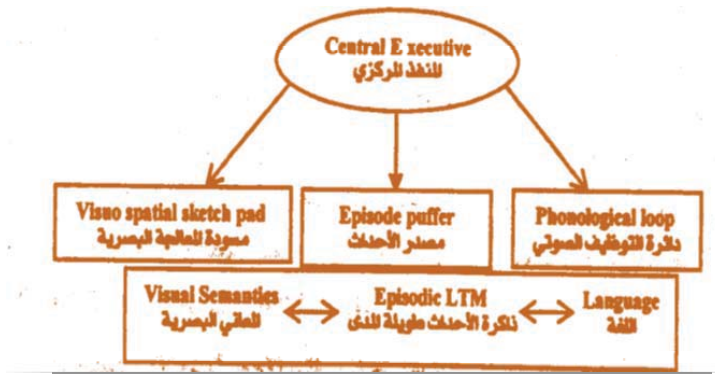 Central E xecutive
المنفذ المركزي
Visuo spatial sketch pad
مسودة المعالجة البصرية
Episode puffer
مصدر الأحداث
Phonological loop
دائرة التوظيف الصوتي
Visual Semantics
المعاني البصرية
Episodic LTM
ذاكرة الأحداث طويلة المدى
Language
اللغة